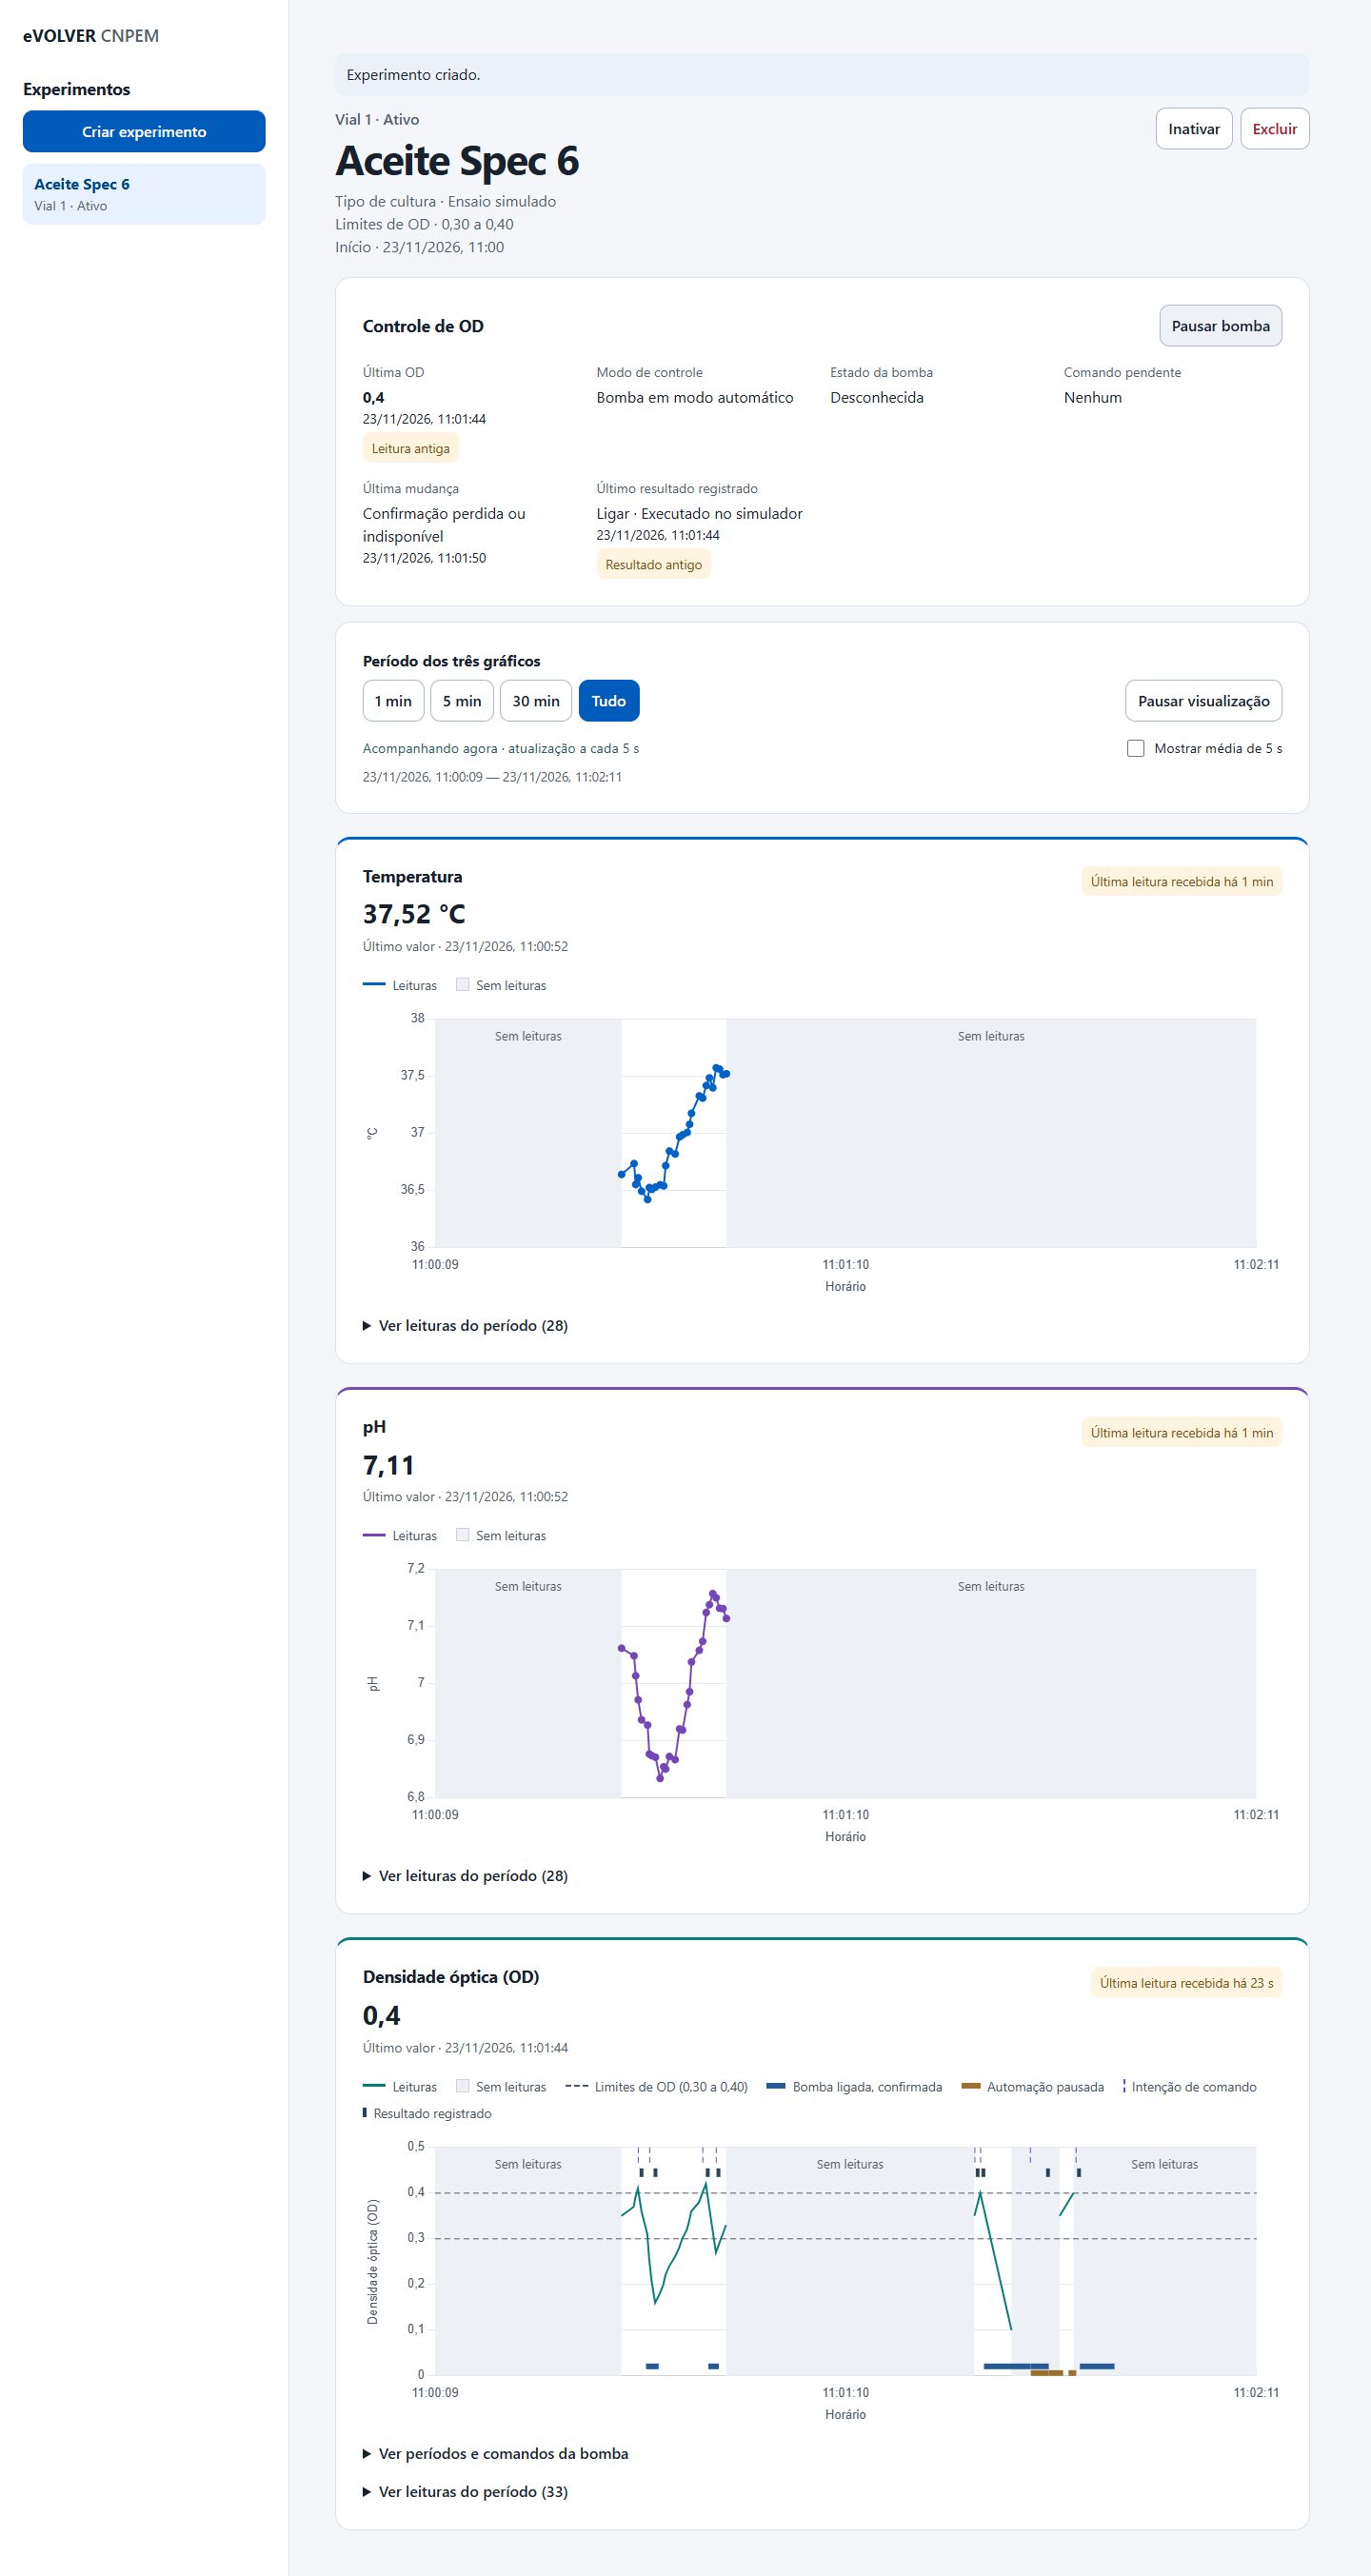 eVOLVER CNPEM
Experimentos
Criar experimento
Aceite Spec 6
Vial 1 · Ativo
Experimento criado.
Vial 1 · Ativo
Inativar
Excluir
Aceite Spec 6
Tipo de cultura · Ensaio simulado
Limites de OD · 0,30 a 0,40
Início · 23/11/2026, 11:00
Controle de OD
Pausar bomba
Última OD
0,4
23/11/2026, 11:01:44
Leitura antiga
Modo de controle
Bomba em modo automático
Estado da bomba
Desconhecida
Comando pendente
Nenhum
Última mudança
Confirmação perdida ou
indisponível
23/11/2026, 11:01:50
Último resultado registrado
Ligar · Executado no simulador
23/11/2026, 11:01:44
Resultado antigo
Período dos três gráficos
1 min
5 min
30 min
Tudo
Pausar visualização
Acompanhando agora · atualização a cada 5 s
Mostrar média de 5 s
23/11/2026, 11:00:09 — 23/11/2026, 11:02:11
Temperatura
Última leitura recebida há 1 min
37,52 °C
Último valor · 23/11/2026, 11:00:52
Leituras
Sem leituras
38
37,5
37
36,5
36
°C
Sem leituras
Sem leituras
11:00:09
11:01:10
11:02:11
Horário
Ver leituras do período (28)
pH
Última leitura recebida há 1 min
7,11
Último valor · 23/11/2026, 11:00:52
Leituras
Sem leituras
7,2
7,1
7
6,9
6,8
pH
Sem leituras
Sem leituras
11:00:09
11:01:10
11:02:11
Horário
Ver leituras do período (28)
Densidade óptica (OD)
Última leitura recebida há 23 s
0,4
Último valor · 23/11/2026, 11:01:44
Leituras
Sem leituras
Limites de OD (0,30 a 0,40)
Bomba ligada, confirmada
Automação pausada
Intenção de comando
Resultado registrado
0,5
0,4
0,3
0,2
0,1
0
Densidade óptica (OD)
Sem leituras
Sem leituras
Sem leituras
11:00:09
11:01:10
11:02:11
Horário
Ver períodos e comandos da bomba
Ver leituras do período (33)